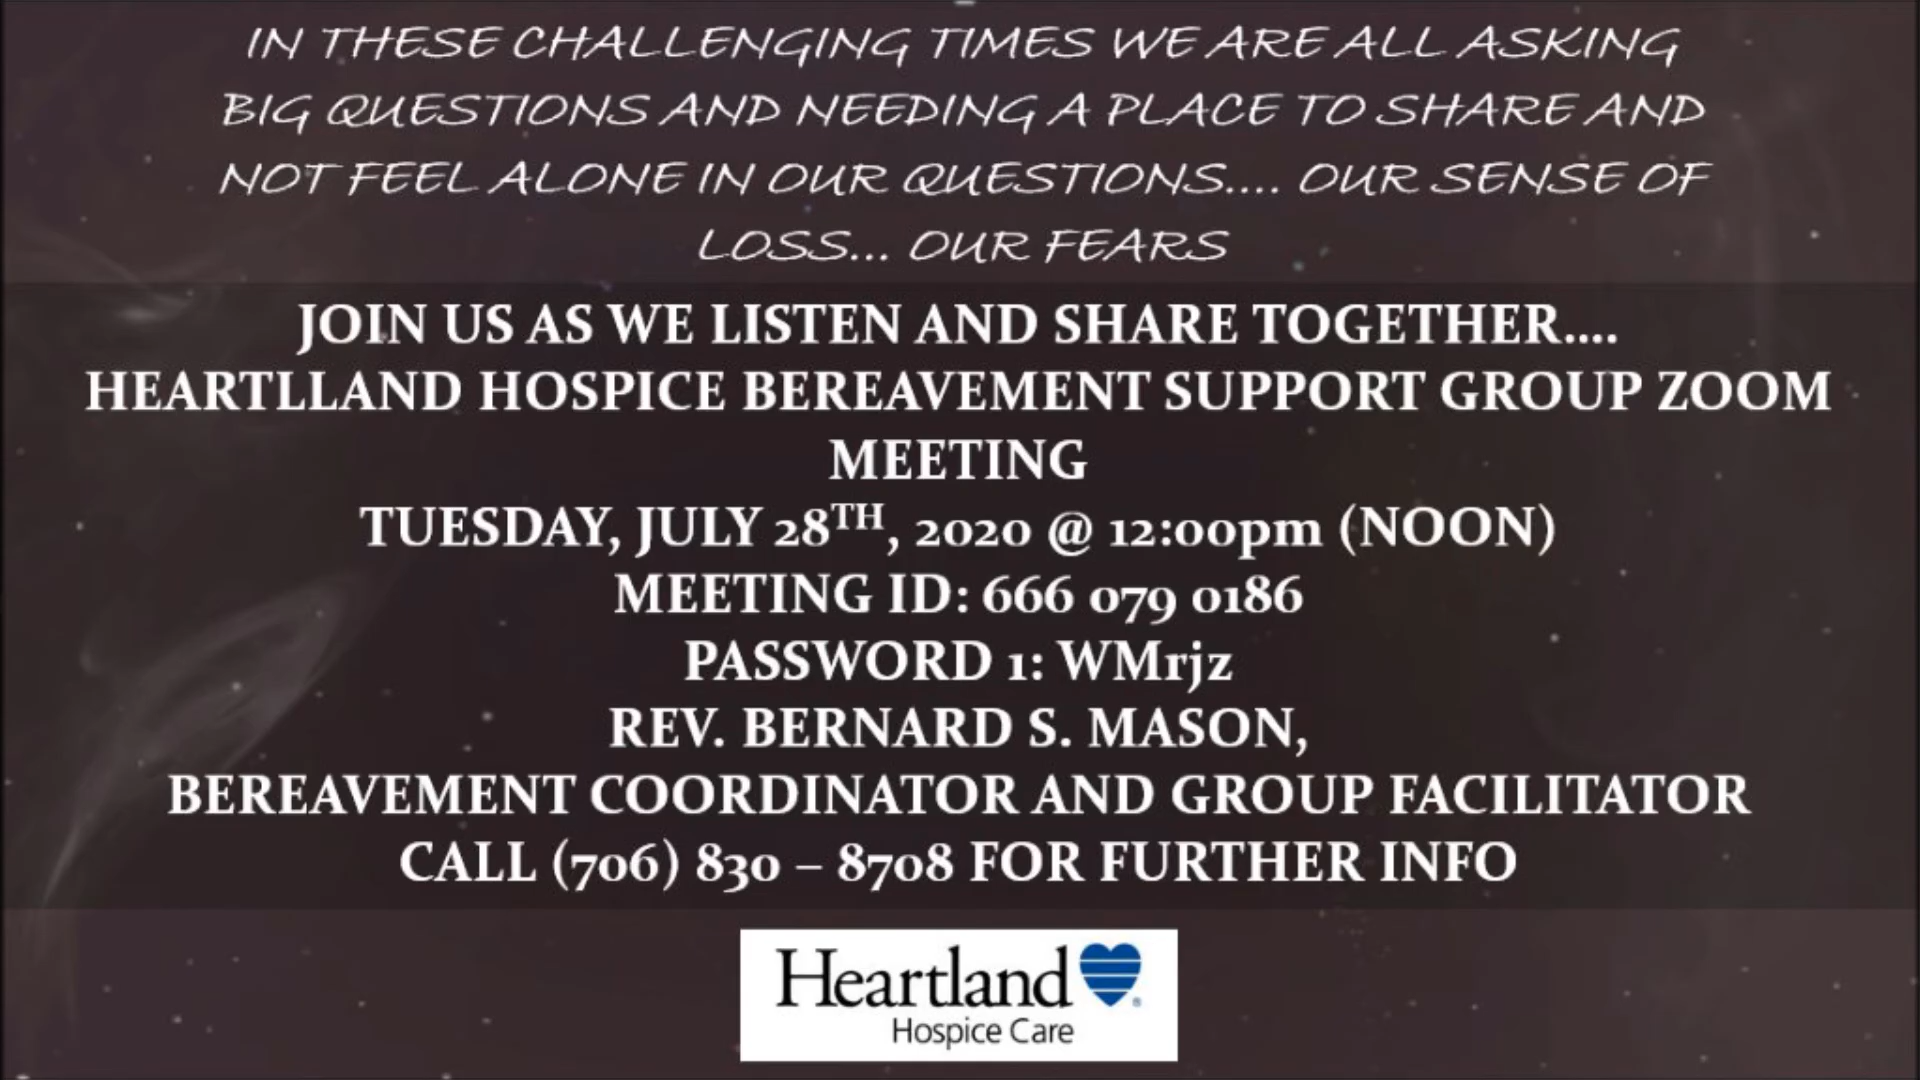 IN THESE CHALLENGING TIMES WE ARE ALL ASKING
BIG QUESTIONS AND NEEDING A PLACE TO SHARE AND
NOT FEEL ALONE IN OUR QUESTIONS.... OUR SENSE OF
LOSS... OUR FEARS
JOIN US AS WE LISTEN AND SHARE TOGETHER....
HEARTLLAND HOSPICE BEREAVEMENT SUPPORT GROUP ZOOM
MEETING
TUESDAY, JULY 28TH, 2020 @ 12:00pm (NOON)
MEETING ID: 666 079 0186
PASSWORD 1: WMrjz
REV. BERNARD S. MASON,
BEREAVEMENT COORDINATOR AND GROUP FACILITATOR
CALL (706) 830 – 8708 FOR FURTHER INFO
Heartland
Hospice Care